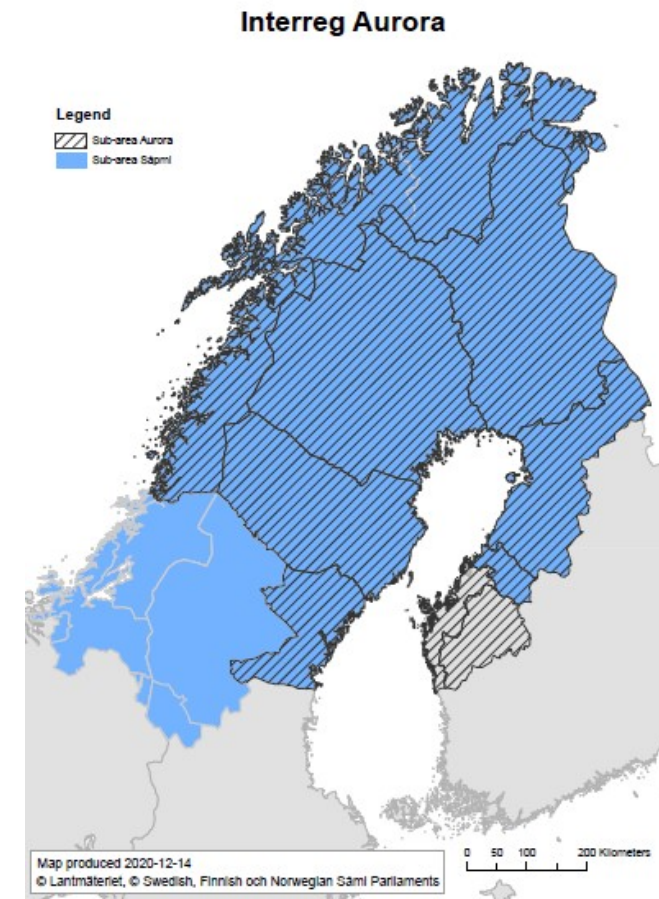 Interreg Aurora
Legend
Sub-area Aurora
Sub-area Sápmi
Map produced 2020-12-14
© Lantmäteriet, © Swedish, Finnish och Norwegian Sámi Parliaments
0 50 100 200 Kilometers